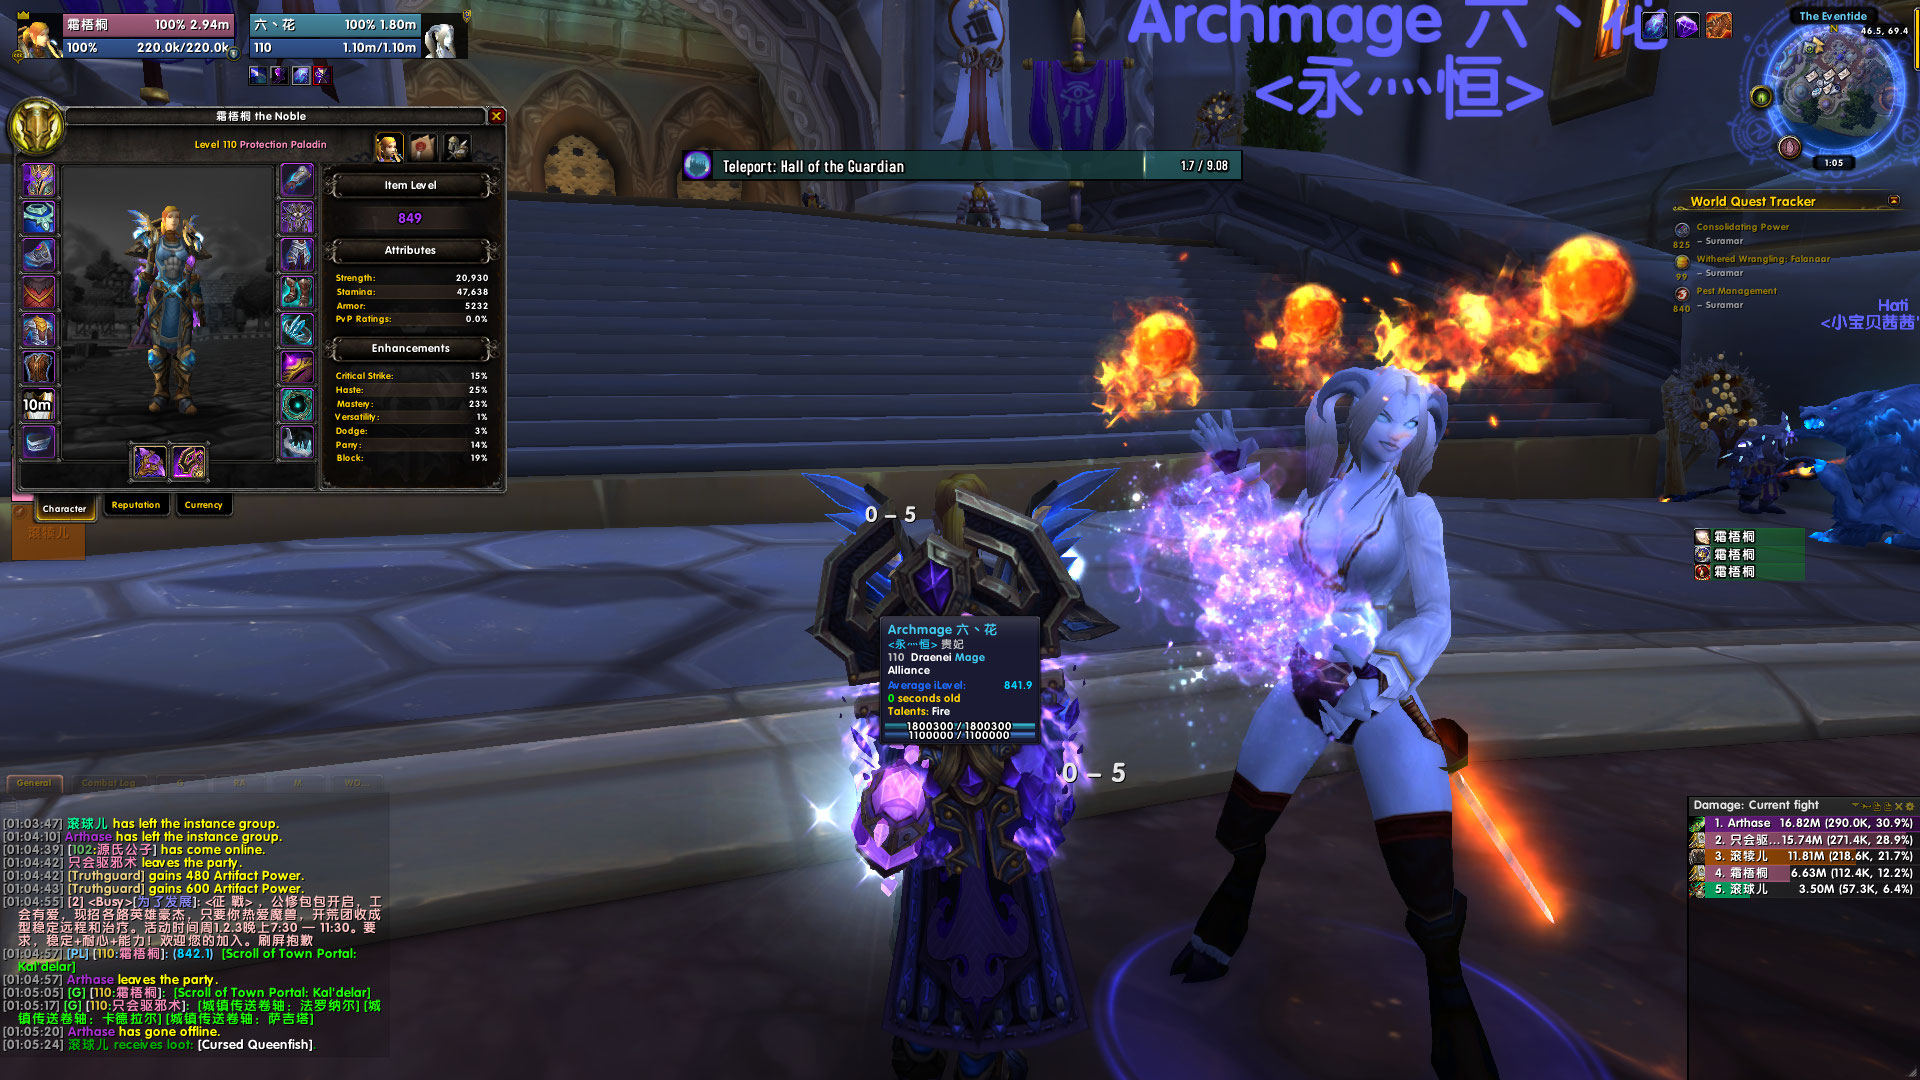 霜梧桐 100% 2.94m
100% 220.0k/220.0k
六丶花 100% 1.80m
110 1.10m/1.10m
Archmage 六丶花
<永灬恒>
The Eventide
46.5, 69.4
1:05
霜梧桐 the Noble
Level 110 Protection Paladin
Item Level
849
Attributes
Strength: 20,930
Stamina: 47,638
Armor: 5232
PvP Ratings: 0.0%
Enhancements
Critical Strike: 15%
Haste: 25%
Mastery: 23%
Versatility: 1%
Dodge: 3%
Parry: 14%
Block: 19%
10m
Character Reputation Currency
滚犊儿
Teleport: Hall of the Guardian 1.7 / 9.08
World Quest Tracker
Consolidating Power
825 - Suramar
Withered Wrangling: Falanaar
99 - Suramar
Pest Management
840 - Suramar
Hati
<小宝贝茜茜
霜梧桐
霜梧桐
霜梧桐
0 - 5
Archmage 六丶花
<永灬恒> 贵妃
110 Draenei Mage
Alliance
Average iLevel: 841.9
0 seconds old
Talents: Fire
1800300 / 1800300
1100000 / 1100000
0 - 5
General Combat Log G RA M WO...
[01:03:47] 滚球儿 has left the instance group.
[01:04:10] Arthase has left the instance group.
[01:04:39] [102:源氏公子] has come online.
[01:04:42] 只会驱邪术 leaves the party.
[01:04:42] [Truthguard] gains 480 Artifact Power.
[01:04:43] [Truthguard] gains 600 Artifact Power.
[01:04:55] [2] <Busy>[为了发展]: <征 戰> ，公修包包开启，工
会有爱，现招各路英雄豪杰，只要你热爱魔兽，开荒团收成
型稳定远程和治疗。活动时间周1.2.3晚上7:30 — 11:30。要
求，稳定+耐心+能力！欢迎您的加入。刷屏抱歉
[01:04:57] [PL] [110:霜梧桐]: (842.1) [Scroll of Town Portal:
Kal'delar]
[01:04:57] Arthase leaves the party.
[01:05:05] [G] [110:霜梧桐]: [Scroll of Town Portal: Kal'delar]
[01:05:17] [G] [110:只会驱邪术]: [城镇传送卷轴：法罗纳尔] [城
镇传送卷轴：卡德拉尔] [城镇传送卷轴：萨吉塔]
[01:05:20] Arthase has gone offline.
[01:05:24] 滚球儿 receives loot: [Cursed Queenfish].
Damage: Current fight
1. Arthase 16.82M (290.0K, 30.9%)
2. 只会驱...15.74M (271.4K, 28.9%)
3. 滚犊儿 11.81M (218.6K, 21.7%)
4. 霜梧桐 6.63M (112.4K, 12.2%)
5. 滚球儿 3.50M (57.3K, 6.4%)